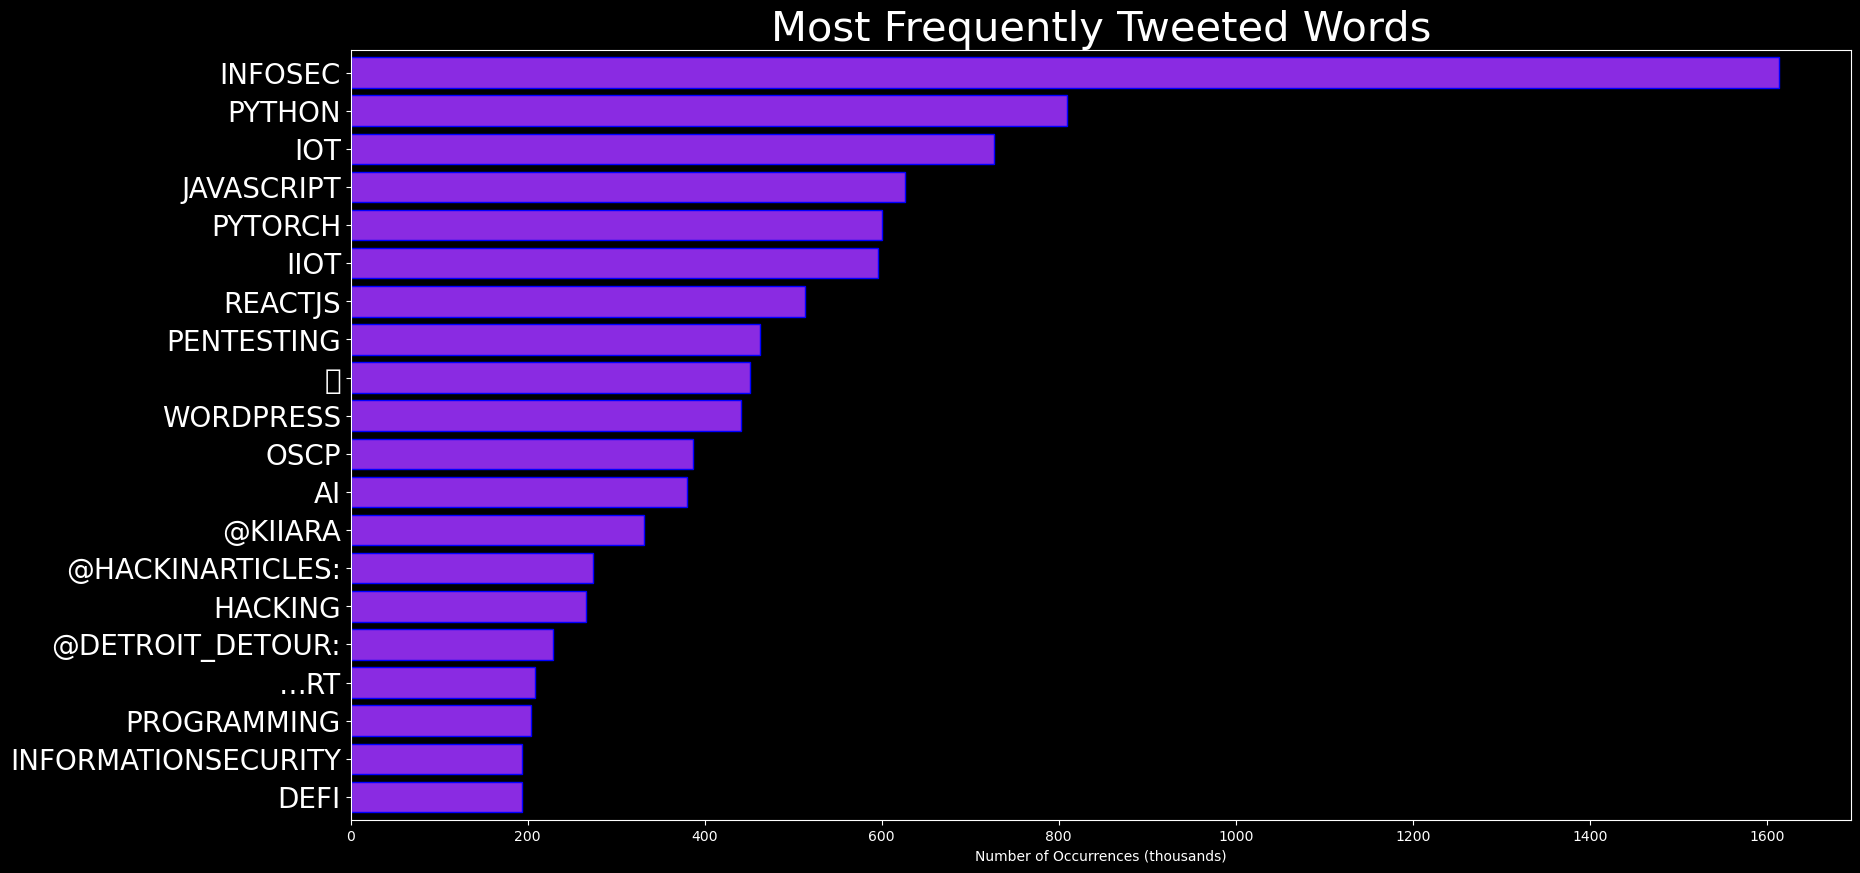 Most Frequently Tweeted Words
INFOSEC
PYTHON
IOT
JAVASCRIPT
PYTORCH
IIOT
REACTJS
PENTESTING
WORDPRESS
OSCP
AI
@KIIARA
@HACKINARTICLES:
HACKING
@DETROIT_DETOUR:
…RT
PROGRAMMING
INFORMATIONSECURITY
DEFI
0 200 400 600 800 1000 1200 1400 1600
Number of Occurrences (thousands)